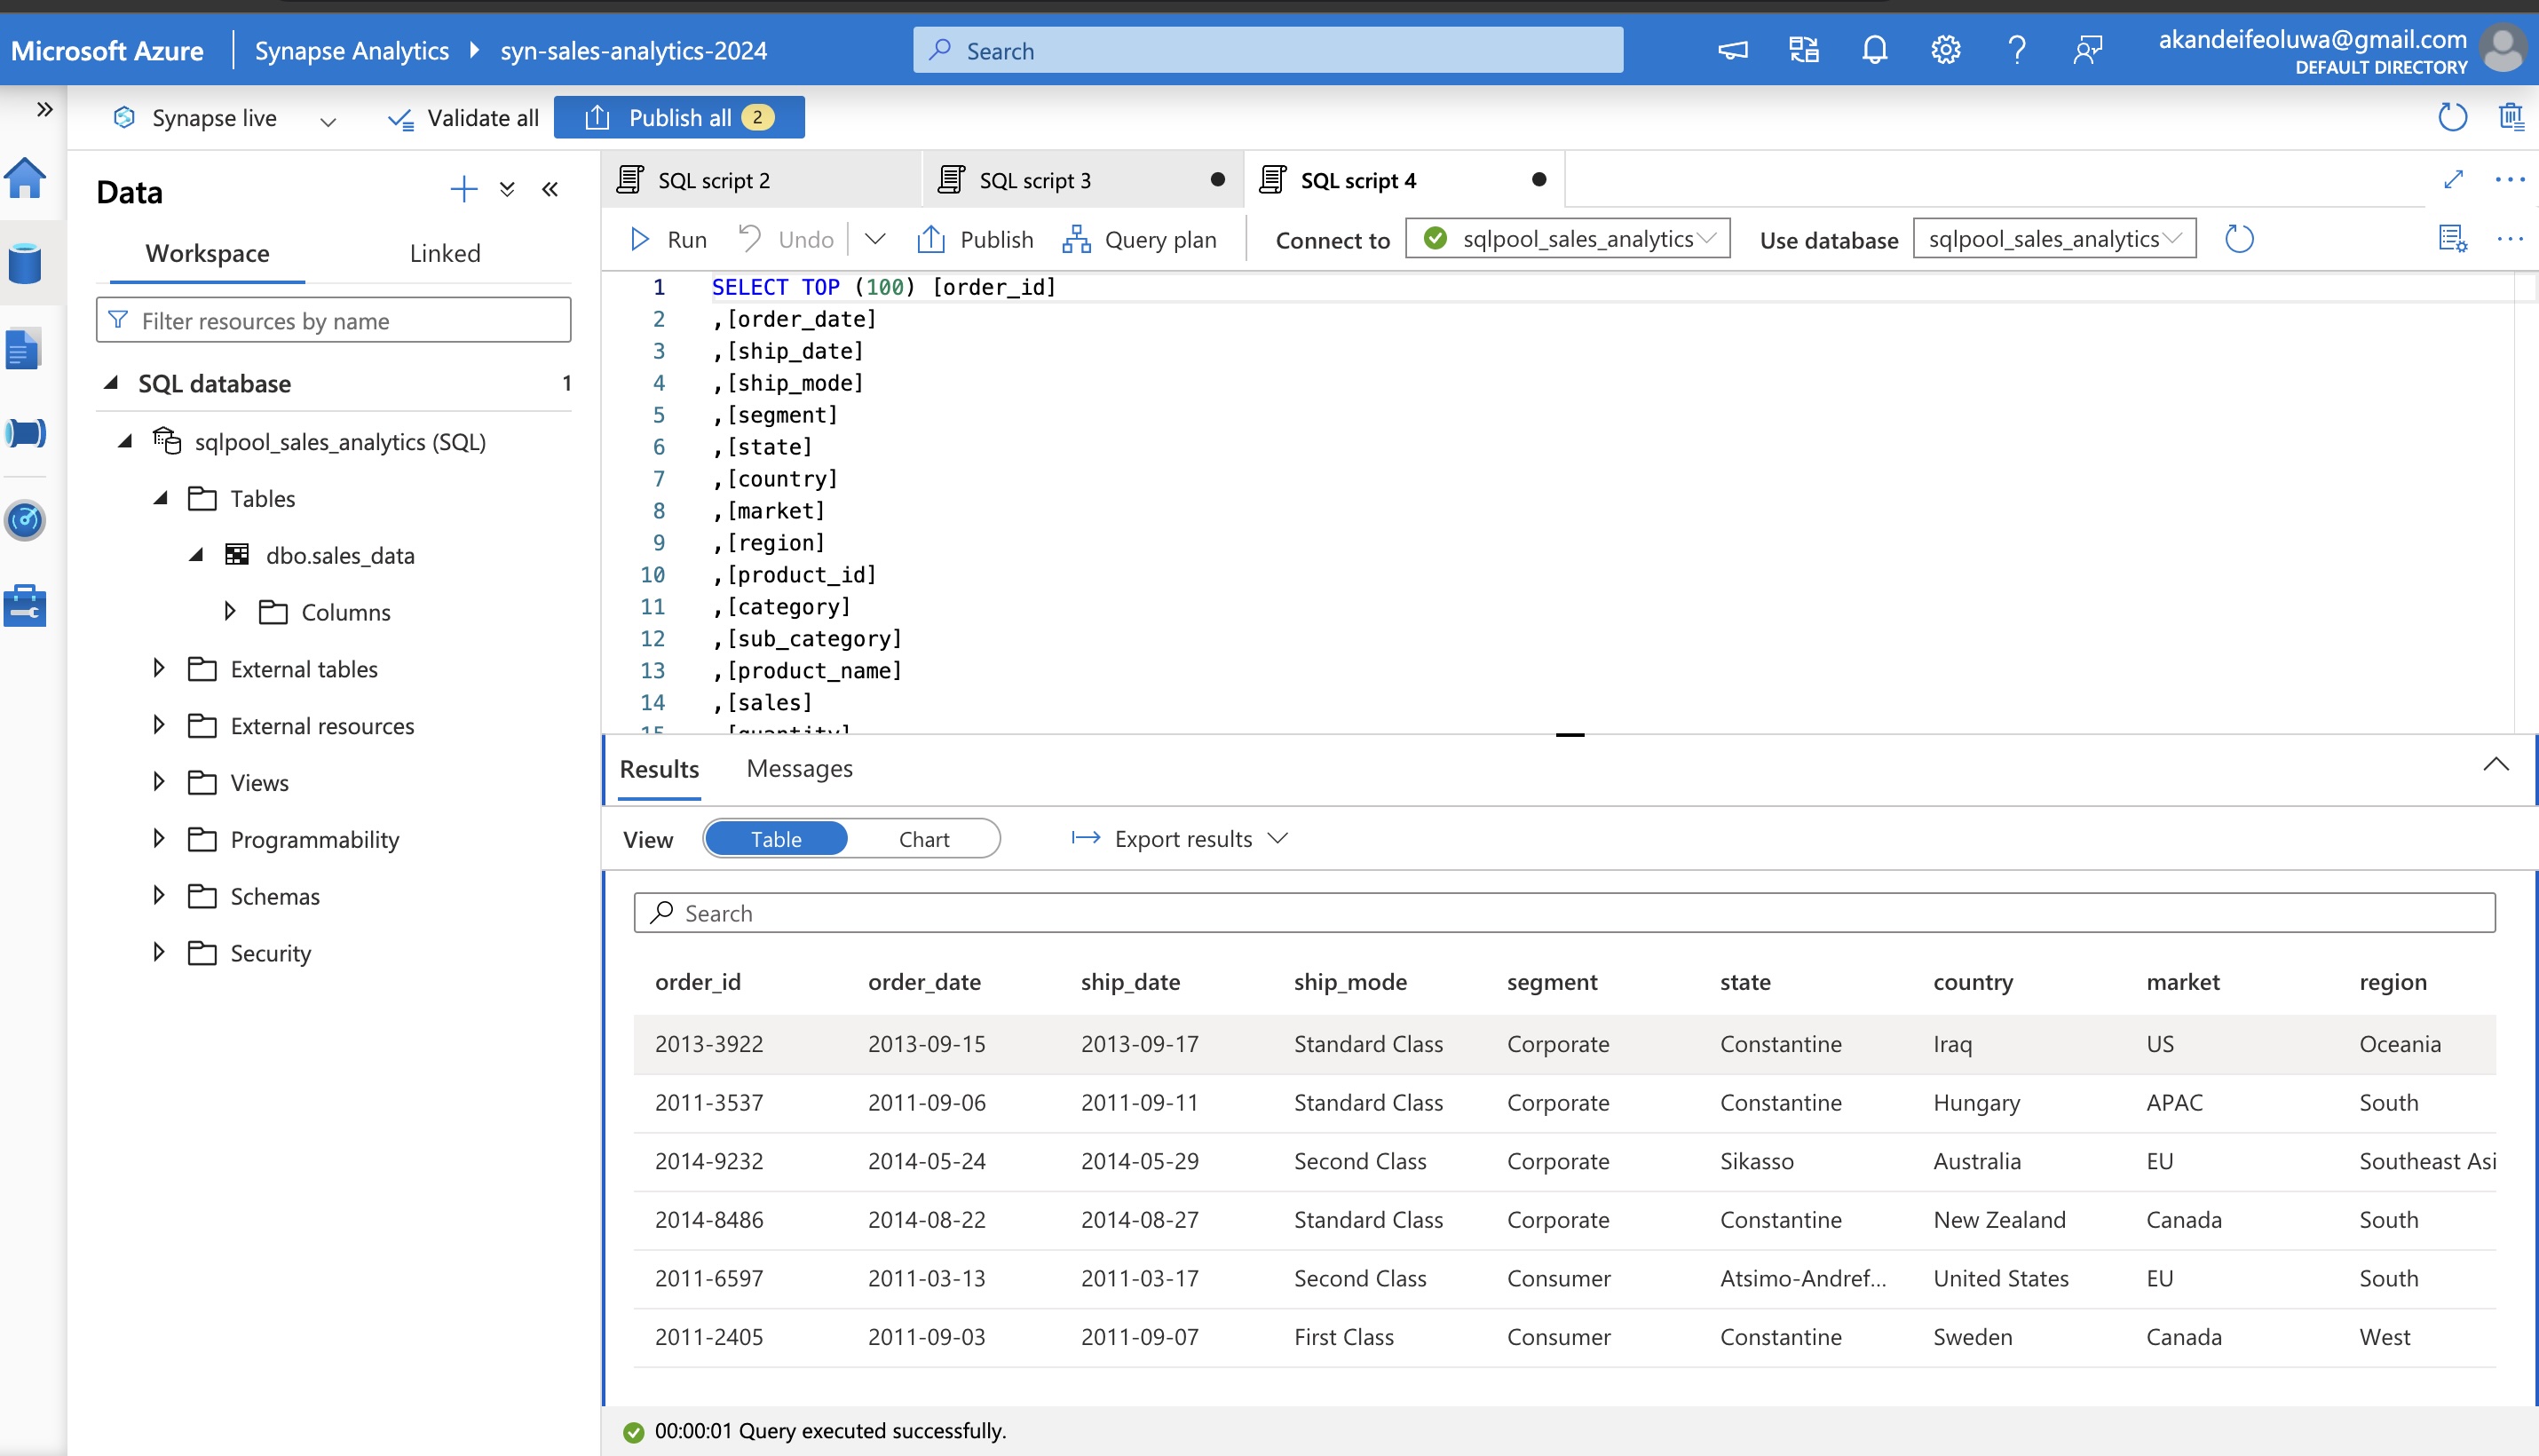 Microsoft Azure Synapse Analytics syn-sales-analytics-2024 Search akandeifeoluwa@gmail.com
DEFAULT DIRECTORY
Synapse live Validate all Publish all 2
Data
Workspace Linked
Filter resources by name
SQL database 1
sqlpool_sales_analytics (SQL)
Tables
dbo.sales_data
Columns
External tables
External resources
Views
Programmability
Schemas
Security
SQL script 2 SQL script 3 SQL script 4
Run Undo Publish Query plan Connect to sqlpool_sales_analytics Use database sqlpool_sales_analytics
1 SELECT TOP (100) [order_id]
2 ,[order_date]
3 ,[ship_date]
4 ,[ship_mode]
5 ,[segment]
6 ,[state]
7 ,[country]
8 ,[market]
9 ,[region]
10 ,[product_id]
11 ,[category]
12 ,[sub_category]
13 ,[product_name]
14 ,[sales]
15 ,[quantity]
Results Messages
View Table Chart Export results
Search
order_id order_date ship_date ship_mode segment state country market region
2013-3922 2013-09-15 2013-09-17 Standard Class Corporate Constantine Iraq US Oceania
2011-3537 2011-09-06 2011-09-11 Standard Class Corporate Constantine Hungary APAC South
2014-9232 2014-05-24 2014-05-29 Second Class Corporate Sikasso Australia EU Southeast Asi
2014-8486 2014-08-22 2014-08-27 Standard Class Corporate Constantine New Zealand Canada South
2011-6597 2011-03-13 2011-03-17 Second Class Consumer Atsimo-Andref... United States EU South
2011-2405 2011-09-03 2011-09-07 First Class Consumer Constantine Sweden Canada West
00:00:01 Query executed successfully.